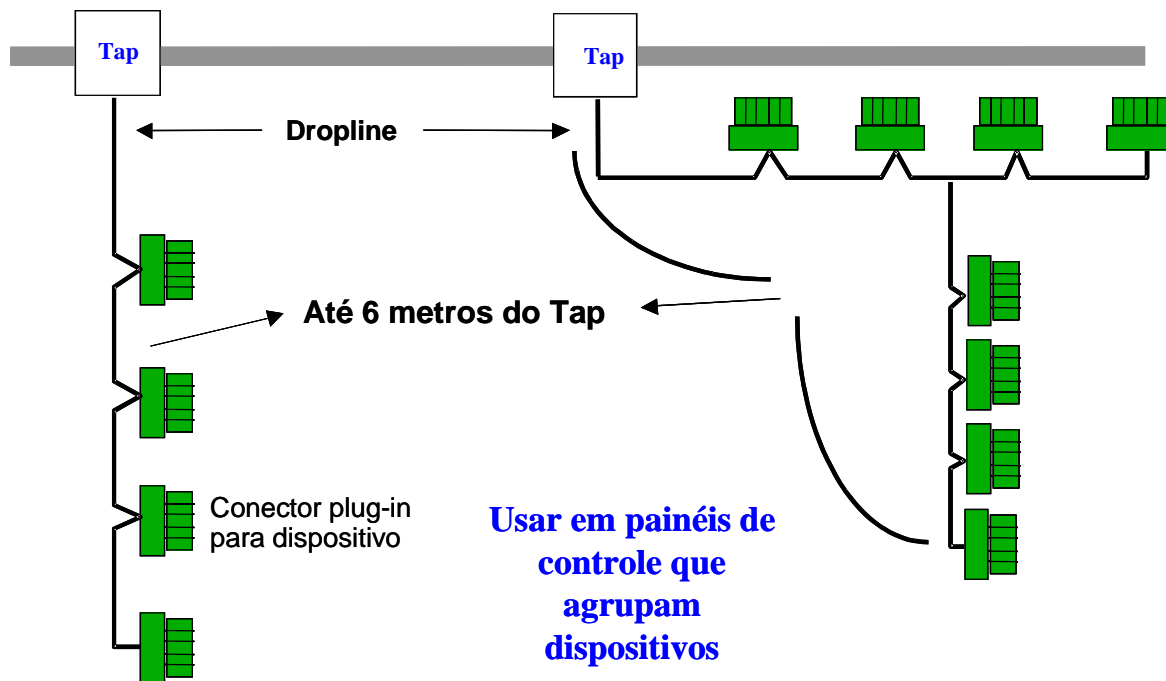 Tap
Tap
Dropline
Até 6 metros do Tap
Conector plug-in
para dispositivo
Usar em painéis de
controle que
agrupam
dispositivos